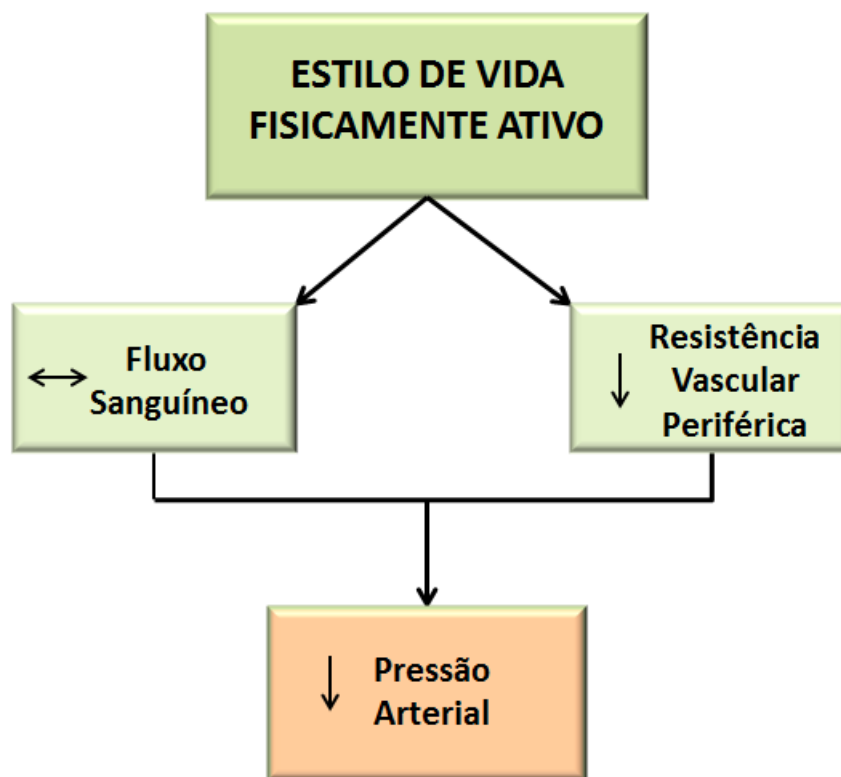 ESTILO DE VIDA
FISICAMENTE ATIVO
Fluxo
Sanguíneo
Resistência
Vascular
Periférica
Pressão
Arterial